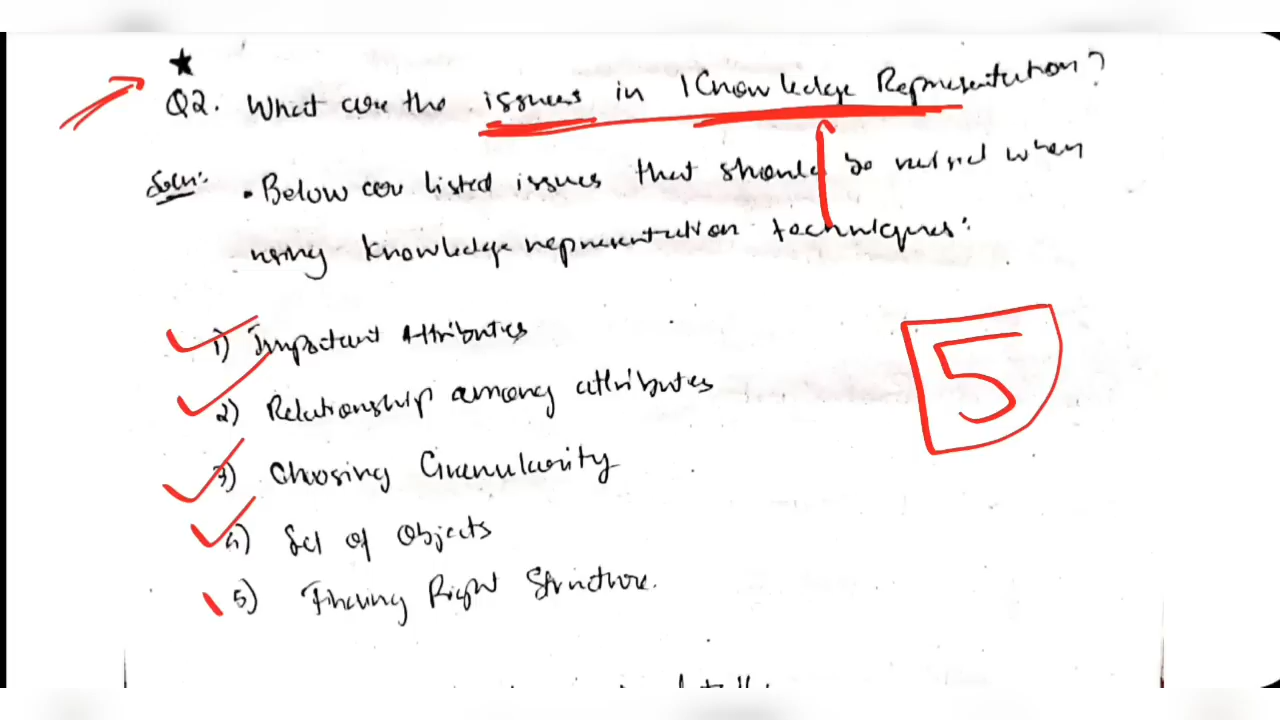 Q2. What are the issues in Knowledge Representation?
Soln:
• Below are listed issues that should be raised when
using knowledge representation techniques:
1) Important Attributes
2) Relationship among attributes
3) Choosing Granularity
4) Set of Objects
5) Finding Right Structure.
5